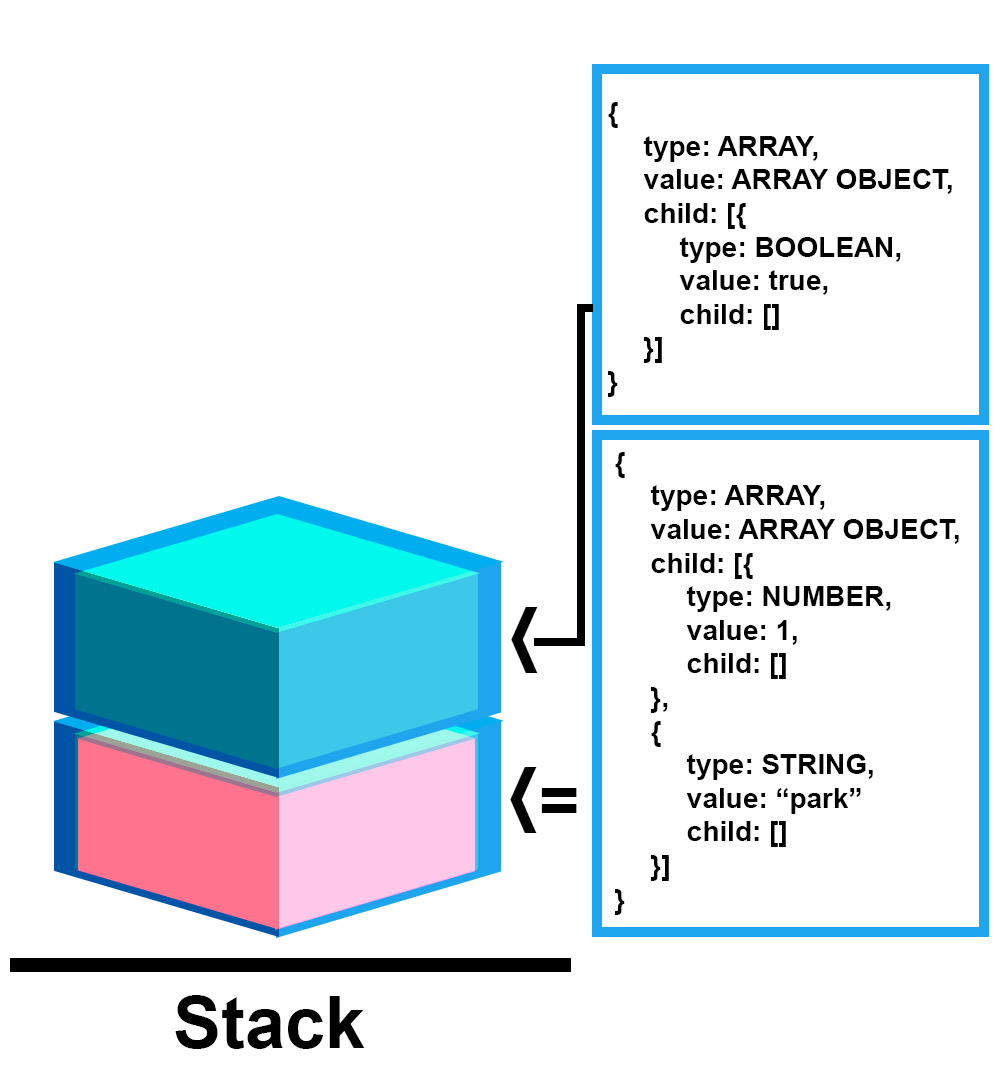 {
type: ARRAY,
value: ARRAY OBJECT,
child: [{
type: BOOLEAN,
value: true,
child: []
}]
}
{
type: ARRAY,
value: ARRAY OBJECT,
child: [{
type: NUMBER,
value: 1,
child: []
},
{
type: STRING,
value: “park”
child: []
}]
}
Stack